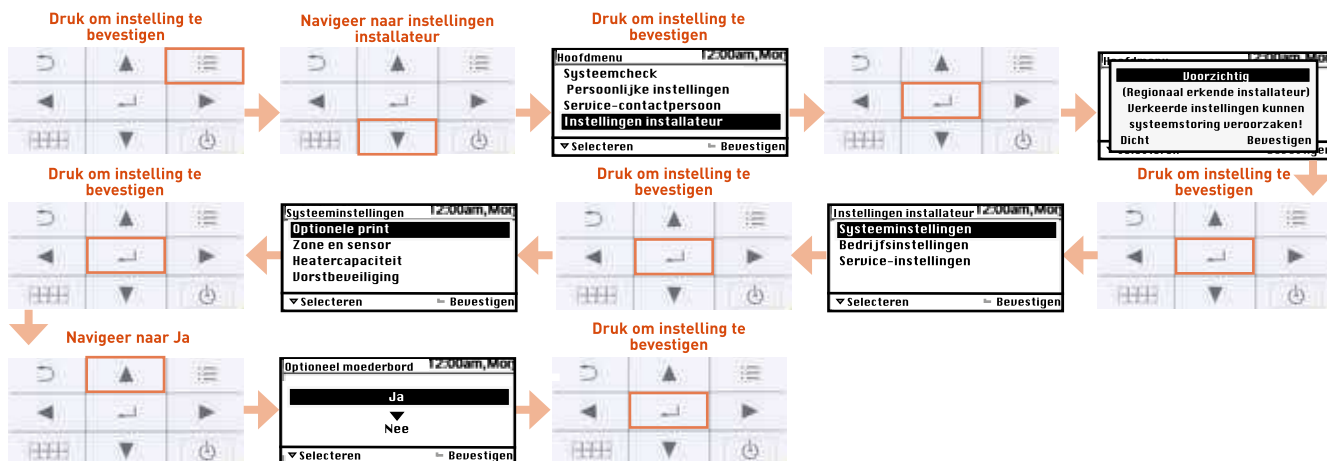 Druk om instelling te
bevestigen
Navigeer naar instellingen
installateur
Druk om instelling te
bevestigen
Hoofdmenu 12:00am,Mon
Systeemcheck
Persoonlijke instellingen
Service-contactpersoon
Instellingen installateur
▼ Selecteren Bevestigen
Voorzichtig
(Regionaal erkende installateur)
Verkeerde instellingen kunnen
systeemstoring veroorzaken!
Dicht Bevestigen
Druk om instelling te
bevestigen
Druk om instelling te
bevestigen
Druk om instelling te
bevestigen
Instellingen installateur 12:00am,Mon
Systeeminstellingen
Bedrijfsinstellingen
Service-instellingen
▼ Selecteren Bevestigen
Systeeminstellingen 12:00am,Mon
Optionele print
Zone en sensor
Heatercapaciteit
Vorstbeveiliging
▼ Selecteren Bevestigen
Navigeer naar Ja
Optioneel moederbord 12:00am,Mon
Ja
Nee
▼ Selecteren Bevestigen
Druk om instelling te
bevestigen